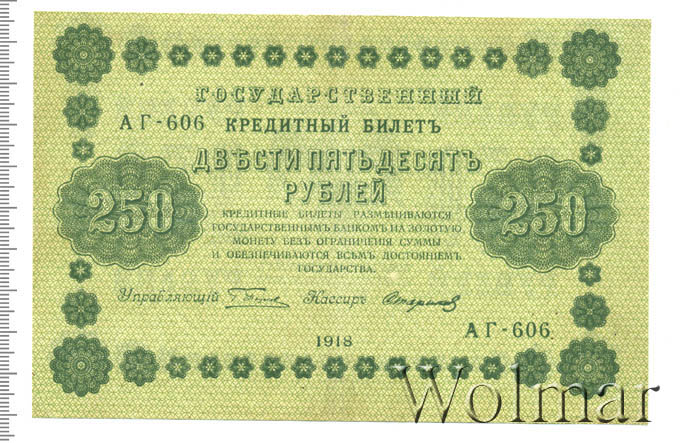 ГОСУДАРСТВЕННЫЙ
АГ-606 КРЕДИТНЫЙ БИЛЕТЪ
ДВѢСТИ ПЯТЬДЕСЯТЪ
РУБЛЕЙ
250
250
КРЕДИТНЫЕ БИЛЕТЫ РАЗМѢНИВАЮТСЯ
ГОСУДАРСТВЕННЫМЪ БАНКОМЪ НА ЗОЛОТУЮ
МОНЕТУ БЕЗЪ ОГРАНИЧЕНІЯ СУММЫ
И ОБЕЗПЕЧИВАЮТСЯ ВСѢМЪ ДОСТОЯНІЕМЪ
ГОСУДАРСТВА.
Управляющій Кассиръ
1918
АГ-606
Wolmar